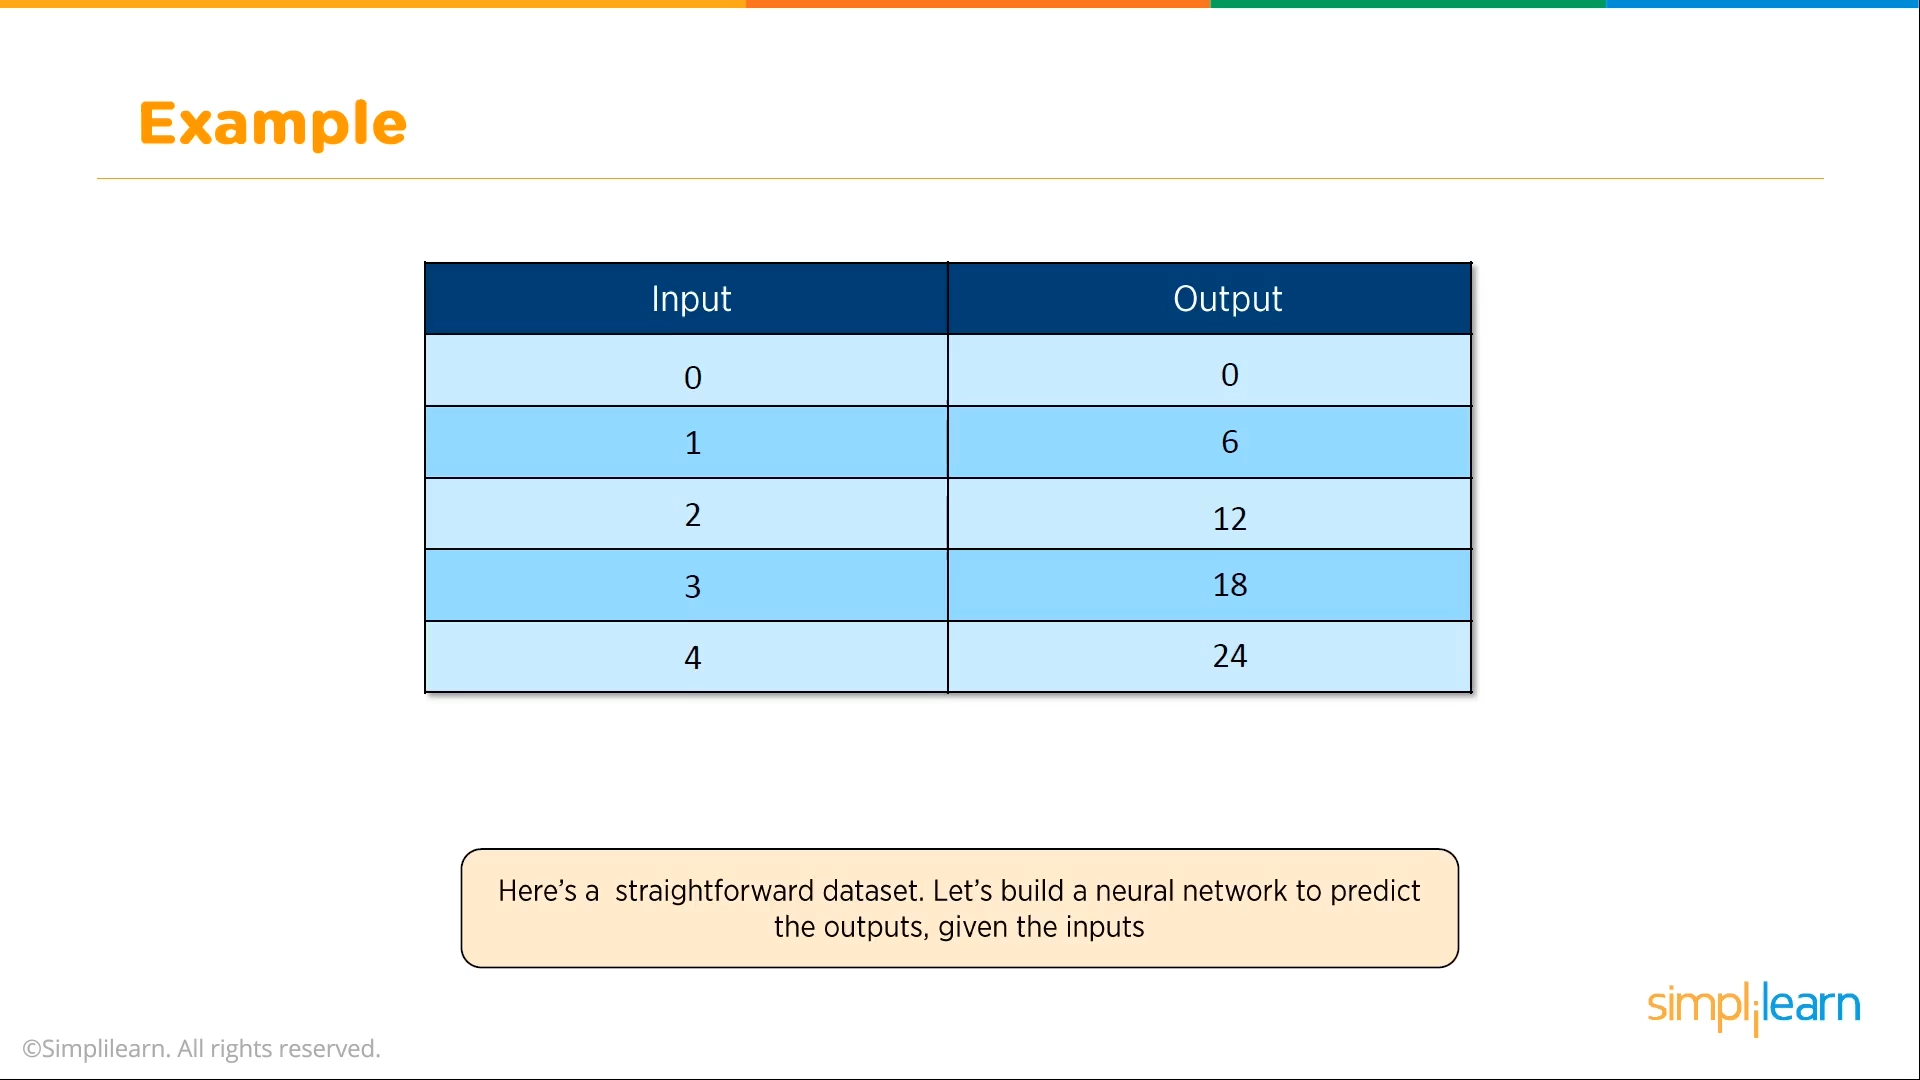 Example
Input Output
0 0
1 6
2 12
3 18
4 24
Here’s a straightforward dataset. Let’s build a neural network to predict
the outputs, given the inputs
simplilearn
©Simplilearn. All rights reserved.